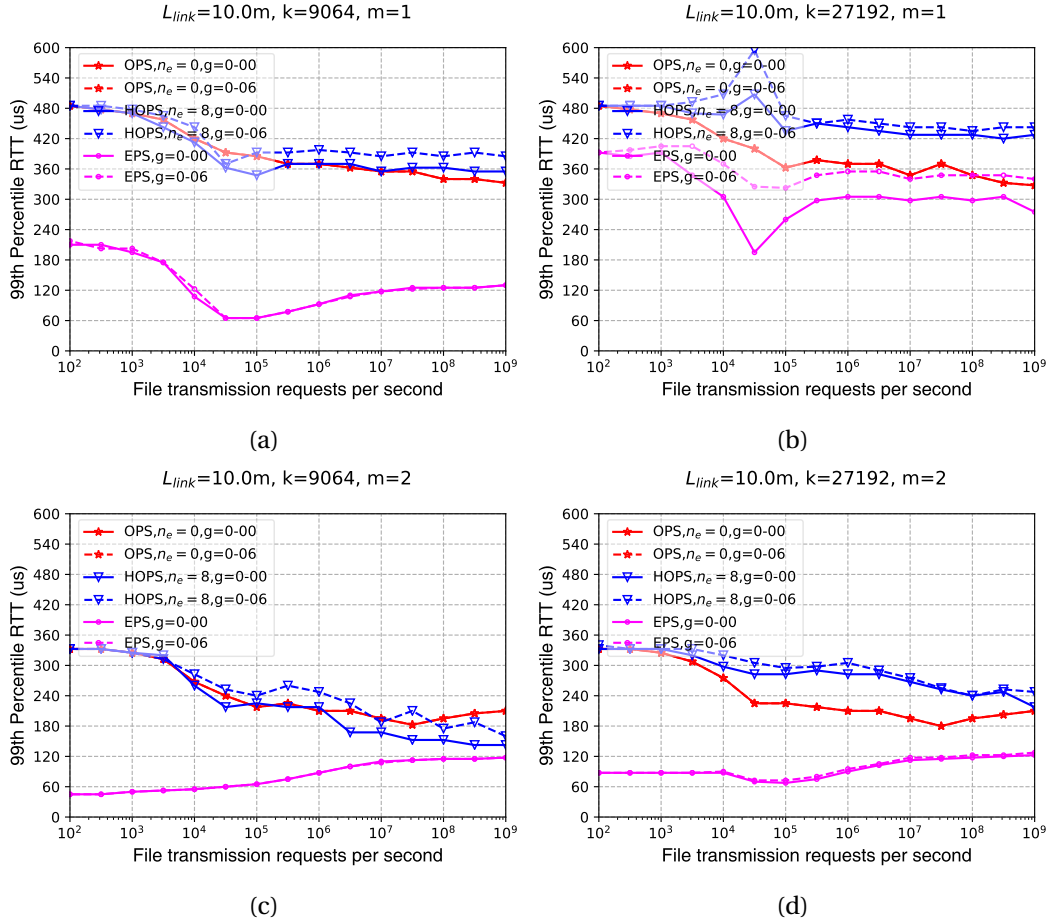 L_link=10.0m, k=9064, m=1
600
540
480
420
360
300
240
180
120
60
0
99th Percentile RTT (us)
OPS,n_e = 0,g=0-00
OPS,n_e = 0,g=0-06
HOPS,n_e = 8,g=0-00
HOPS,n_e = 8,g=0-06
EPS,g=0-00
EPS,g=0-06
10^2 10^3 10^4 10^5 10^6 10^7 10^8 10^9
File transmission requests per second
(a)
L_link=10.0m, k=27192, m=1
600
540
480
420
360
300
240
180
120
60
0
99th Percentile RTT (us)
OPS,n_e = 0,g=0-00
OPS,n_e = 0,g=0-06
HOPS,n_e = 8,g=0-00
HOPS,n_e = 8,g=0-06
EPS,g=0-00
EPS,g=0-06
10^2 10^3 10^4 10^5 10^6 10^7 10^8 10^9
File transmission requests per second
(b)
L_link=10.0m, k=9064, m=2
600
540
480
420
360
300
240
180
120
60
0
99th Percentile RTT (us)
OPS,n_e = 0,g=0-00
OPS,n_e = 0,g=0-06
HOPS,n_e = 8,g=0-00
HOPS,n_e = 8,g=0-06
EPS,g=0-00
EPS,g=0-06
10^2 10^3 10^4 10^5 10^6 10^7 10^8 10^9
File transmission requests per second
(c)
L_link=10.0m, k=27192, m=2
600
540
480
420
360
300
240
180
120
60
0
99th Percentile RTT (us)
OPS,n_e = 0,g=0-00
OPS,n_e = 0,g=0-06
HOPS,n_e = 8,g=0-00
HOPS,n_e = 8,g=0-06
EPS,g=0-00
EPS,g=0-06
10^2 10^3 10^4 10^5 10^6 10^7 10^8 10^9
File transmission requests per second
(d)